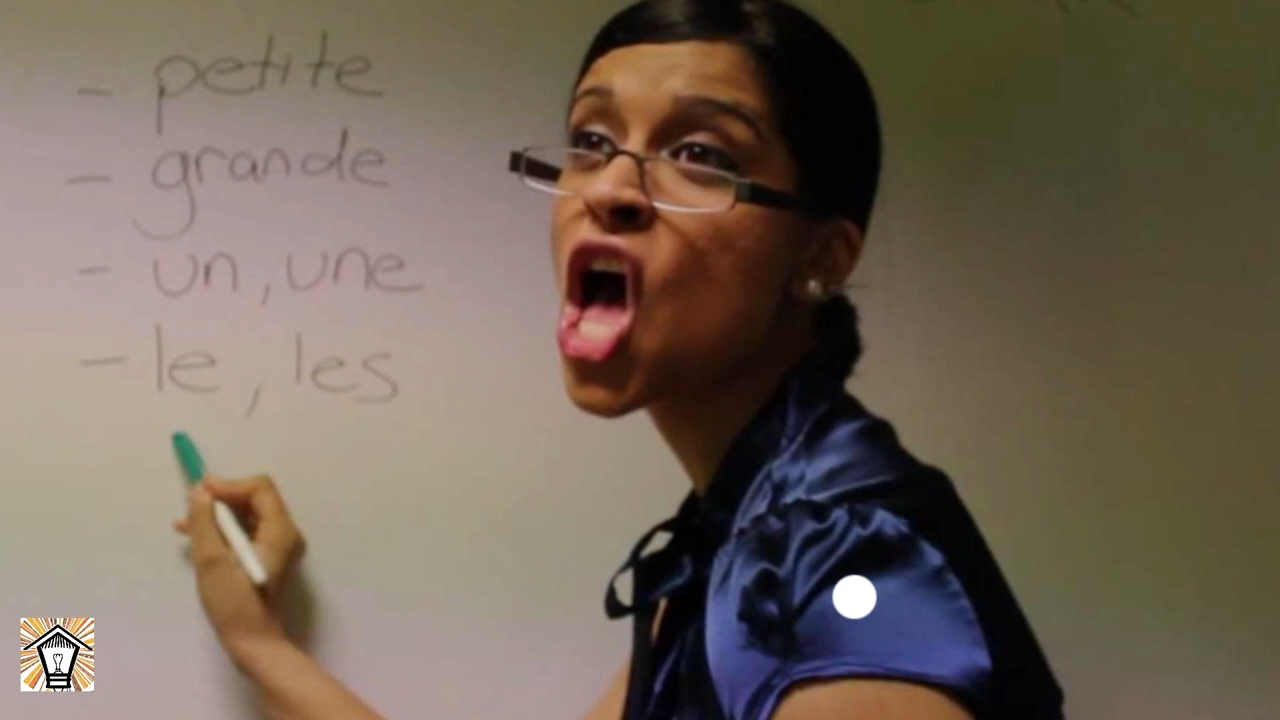 - petite
- grande
- un, une
- le, les